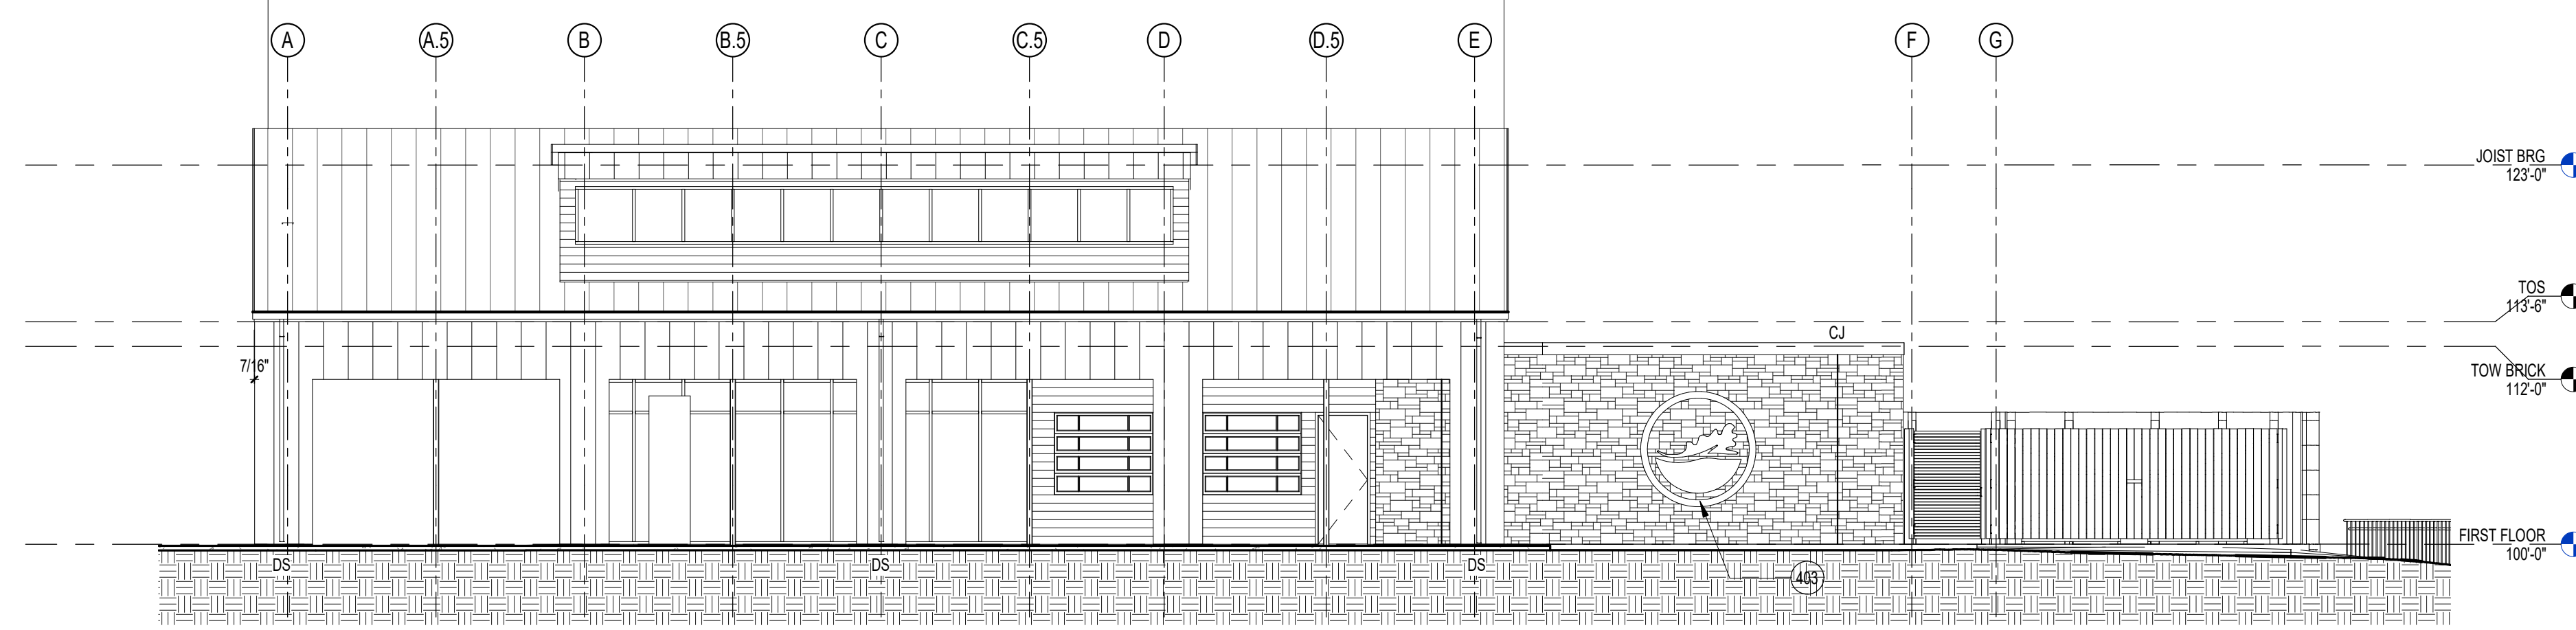 A
A.5
B
B.5
C
C.5
D
D.5
E
F
G
JOIST BRG
123'-0"
TOS
113'-6"
CJ
7/16"
TOW BRICK
112'-0"
FIRST FLOOR
100'-0"
DS
DS
DS
403